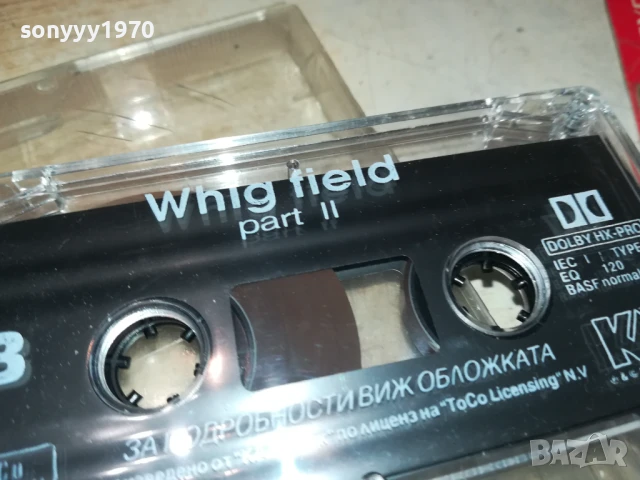 sonyyy1970
Whig field
part II
DOLBY HX-PRO
IEC I : TYPE
EQ 120
BASF normal
B
ЗА ПОДРОБНОСТИ ВИЖ ОБЛОЖКАТА
ПО ЛИЦЕНЗ НА "ToCo Licensing" N.V
BAZAR